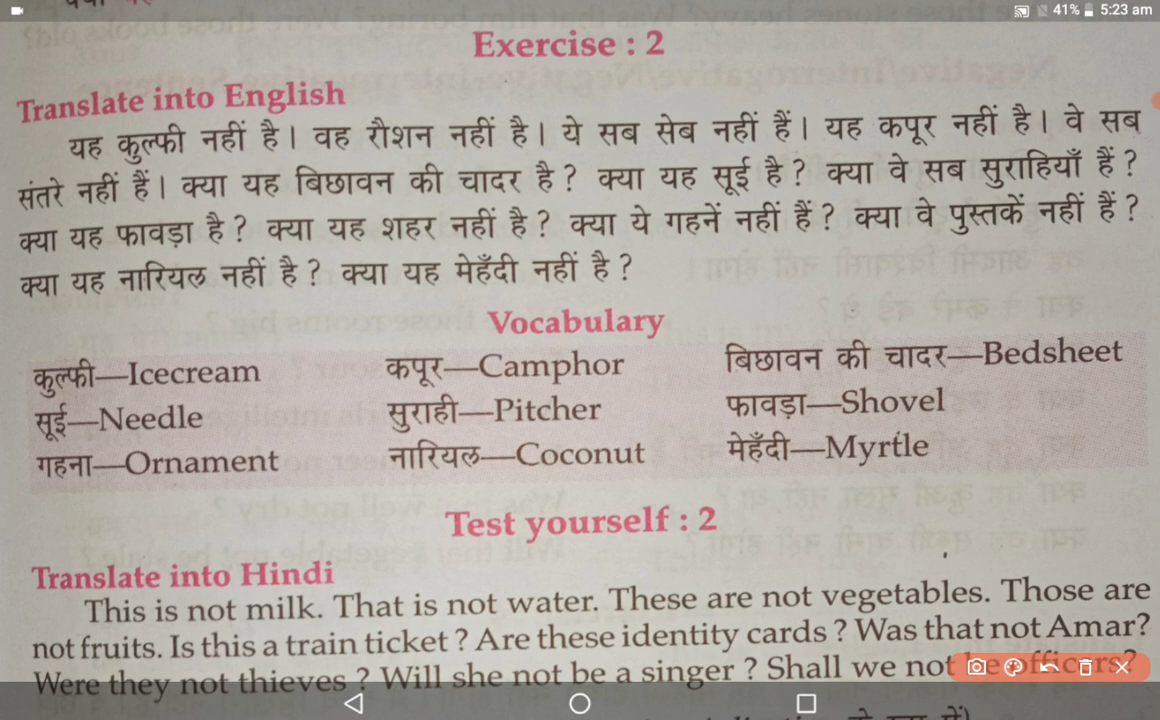 41% 5:23 am
Exercise : 2
Translate into English
यह कुल्फी नहीं है। वह रौशन नहीं है। ये सब सेब नहीं हैं। यह कपूर नहीं है। वे सब
संतरे नहीं हैं। क्या यह बिछावन की चादर है? क्या यह सूई है? क्या वे सब सुराहियाँ हैं?
क्या यह फावड़ा है? क्या यह शहर नहीं है? क्या ये गहनें नहीं हैं? क्या वे पुस्तकें नहीं हैं?
क्या यह नारियल नहीं है? क्या यह मेहँदी नहीं है?
Vocabulary
कुल्फी—Icecream कपूर—Camphor बिछावन की चादर—Bedsheet
सूई—Needle सुराही—Pitcher फावड़ा—Shovel
गहना—Ornament नारियल—Coconut मेहँदी—Myrtle
Test yourself : 2
Translate into Hindi
This is not milk. That is not water. These are not vegetables. Those are
not fruits. Is this a train ticket ? Are these identity cards ? Was that not Amar?
Were they not thieves ? Will she not be a singer ? Shall we not be officers?